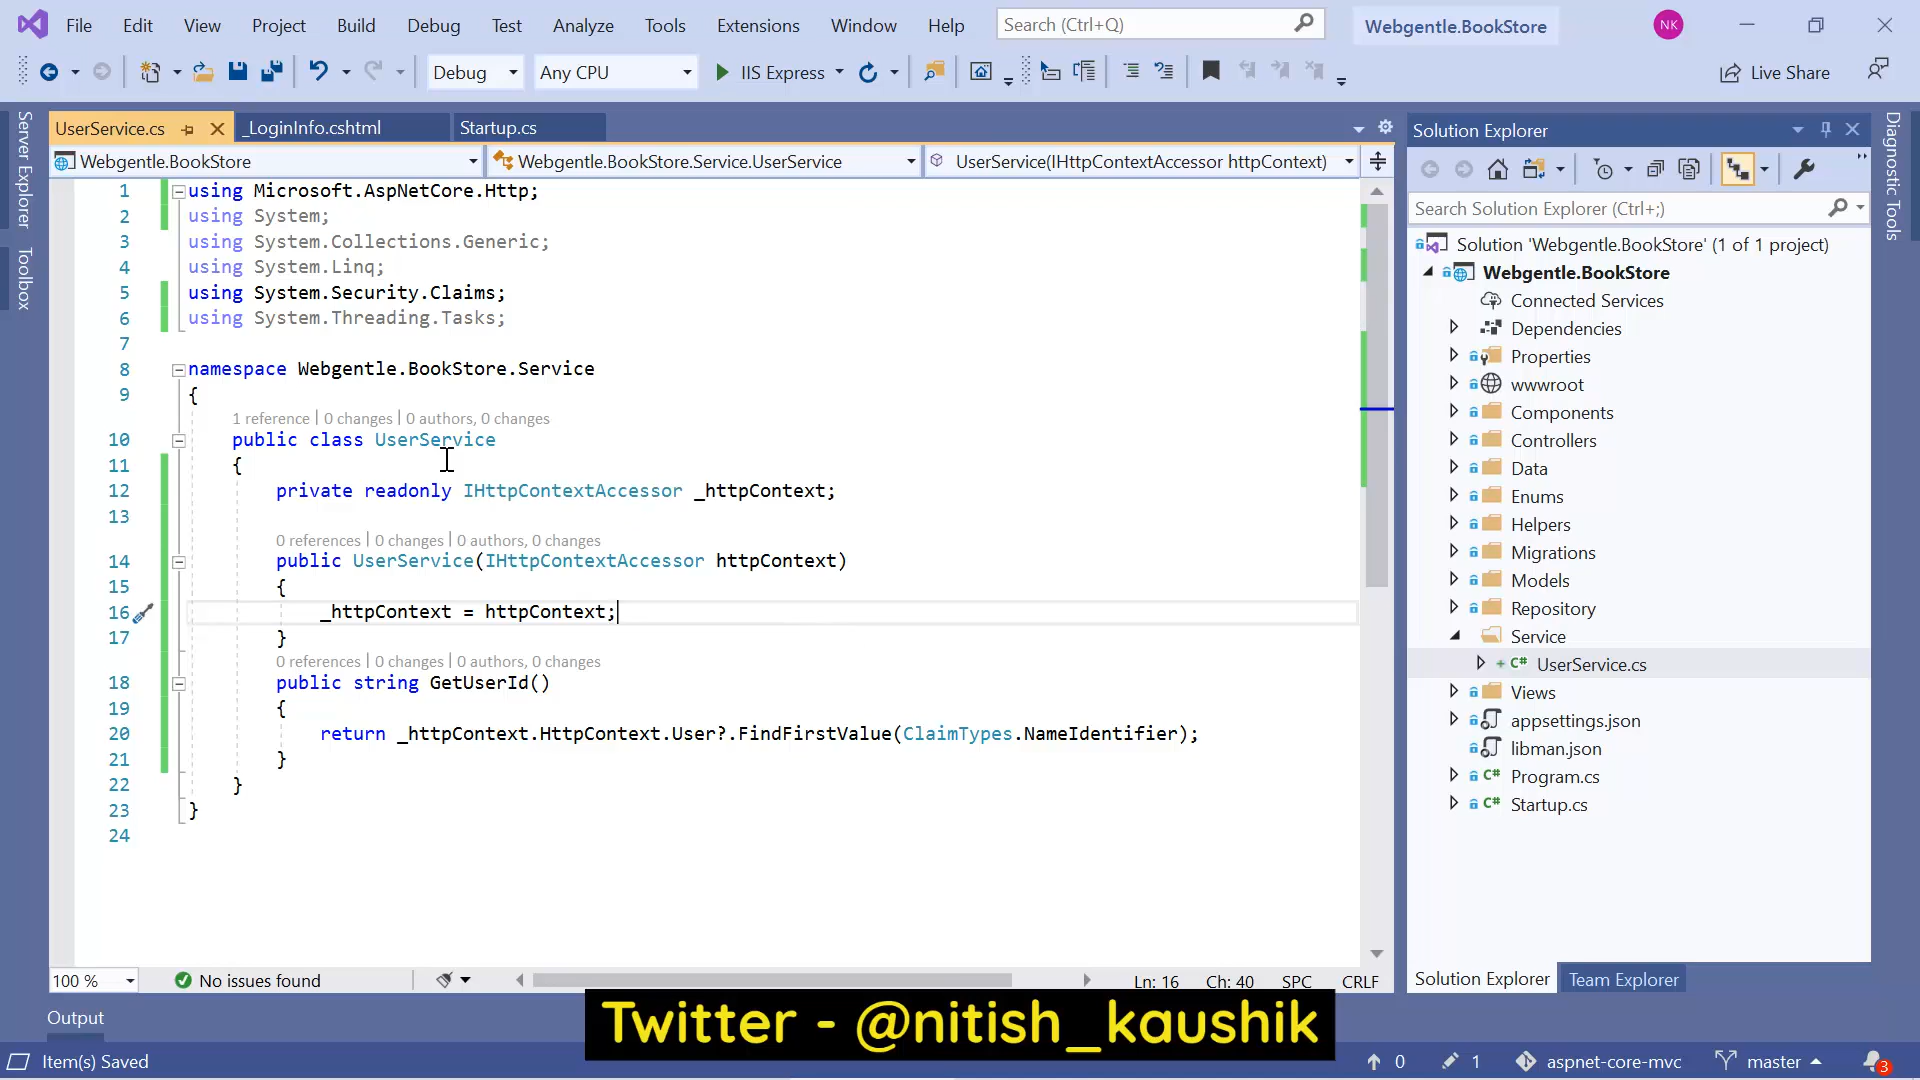 File Edit View Project Build Debug Test Analyze Tools Extensions Window Help Search (Ctrl+Q) Webgentle.BookStore NK
Debug Any CPU IIS Express Live Share
Server Explorer
Toolbox
UserService.cs _LoginInfo.cshtml Startup.cs
Webgentle.BookStore Webgentle.BookStore.Service.UserService UserService(IHttpContextAccessor httpContext)
1 using Microsoft.AspNetCore.Http;
2 using System;
3 using System.Collections.Generic;
4 using System.Linq;
5 using System.Security.Claims;
6 using System.Threading.Tasks;
7
8 namespace Webgentle.BookStore.Service
9 {
1 reference | 0 changes | 0 authors, 0 changes
10 public class UserService
11 {
12 private readonly IHttpContextAccessor _httpContext;
13
0 references | 0 changes | 0 authors, 0 changes
14 public UserService(IHttpContextAccessor httpContext)
15 {
16 _httpContext = httpContext;
17 }
0 references | 0 changes | 0 authors, 0 changes
18 public string GetUserId()
19 {
20 return _httpContext.HttpContext.User?.FindFirstValue(ClaimTypes.NameIdentifier);
21 }
22 }
23 }
24
100 % No issues found Ln: 16 Ch: 40 SPC CRLF
Solution Explorer
Search Solution Explorer (Ctrl+;)
Solution 'Webgentle.BookStore' (1 of 1 project)
Webgentle.BookStore
Connected Services
Dependencies
Properties
wwwroot
Components
Controllers
Data
Enums
Helpers
Migrations
Models
Repository
Service
+ C# UserService.cs
Views
appsettings.json
libman.json
C# Program.cs
C# Startup.cs
Solution Explorer Team Explorer
Diagnostic Tools
Output
Twitter - @nitish_kaushik
Item(s) Saved 0 1 aspnet-core-mvc master 3